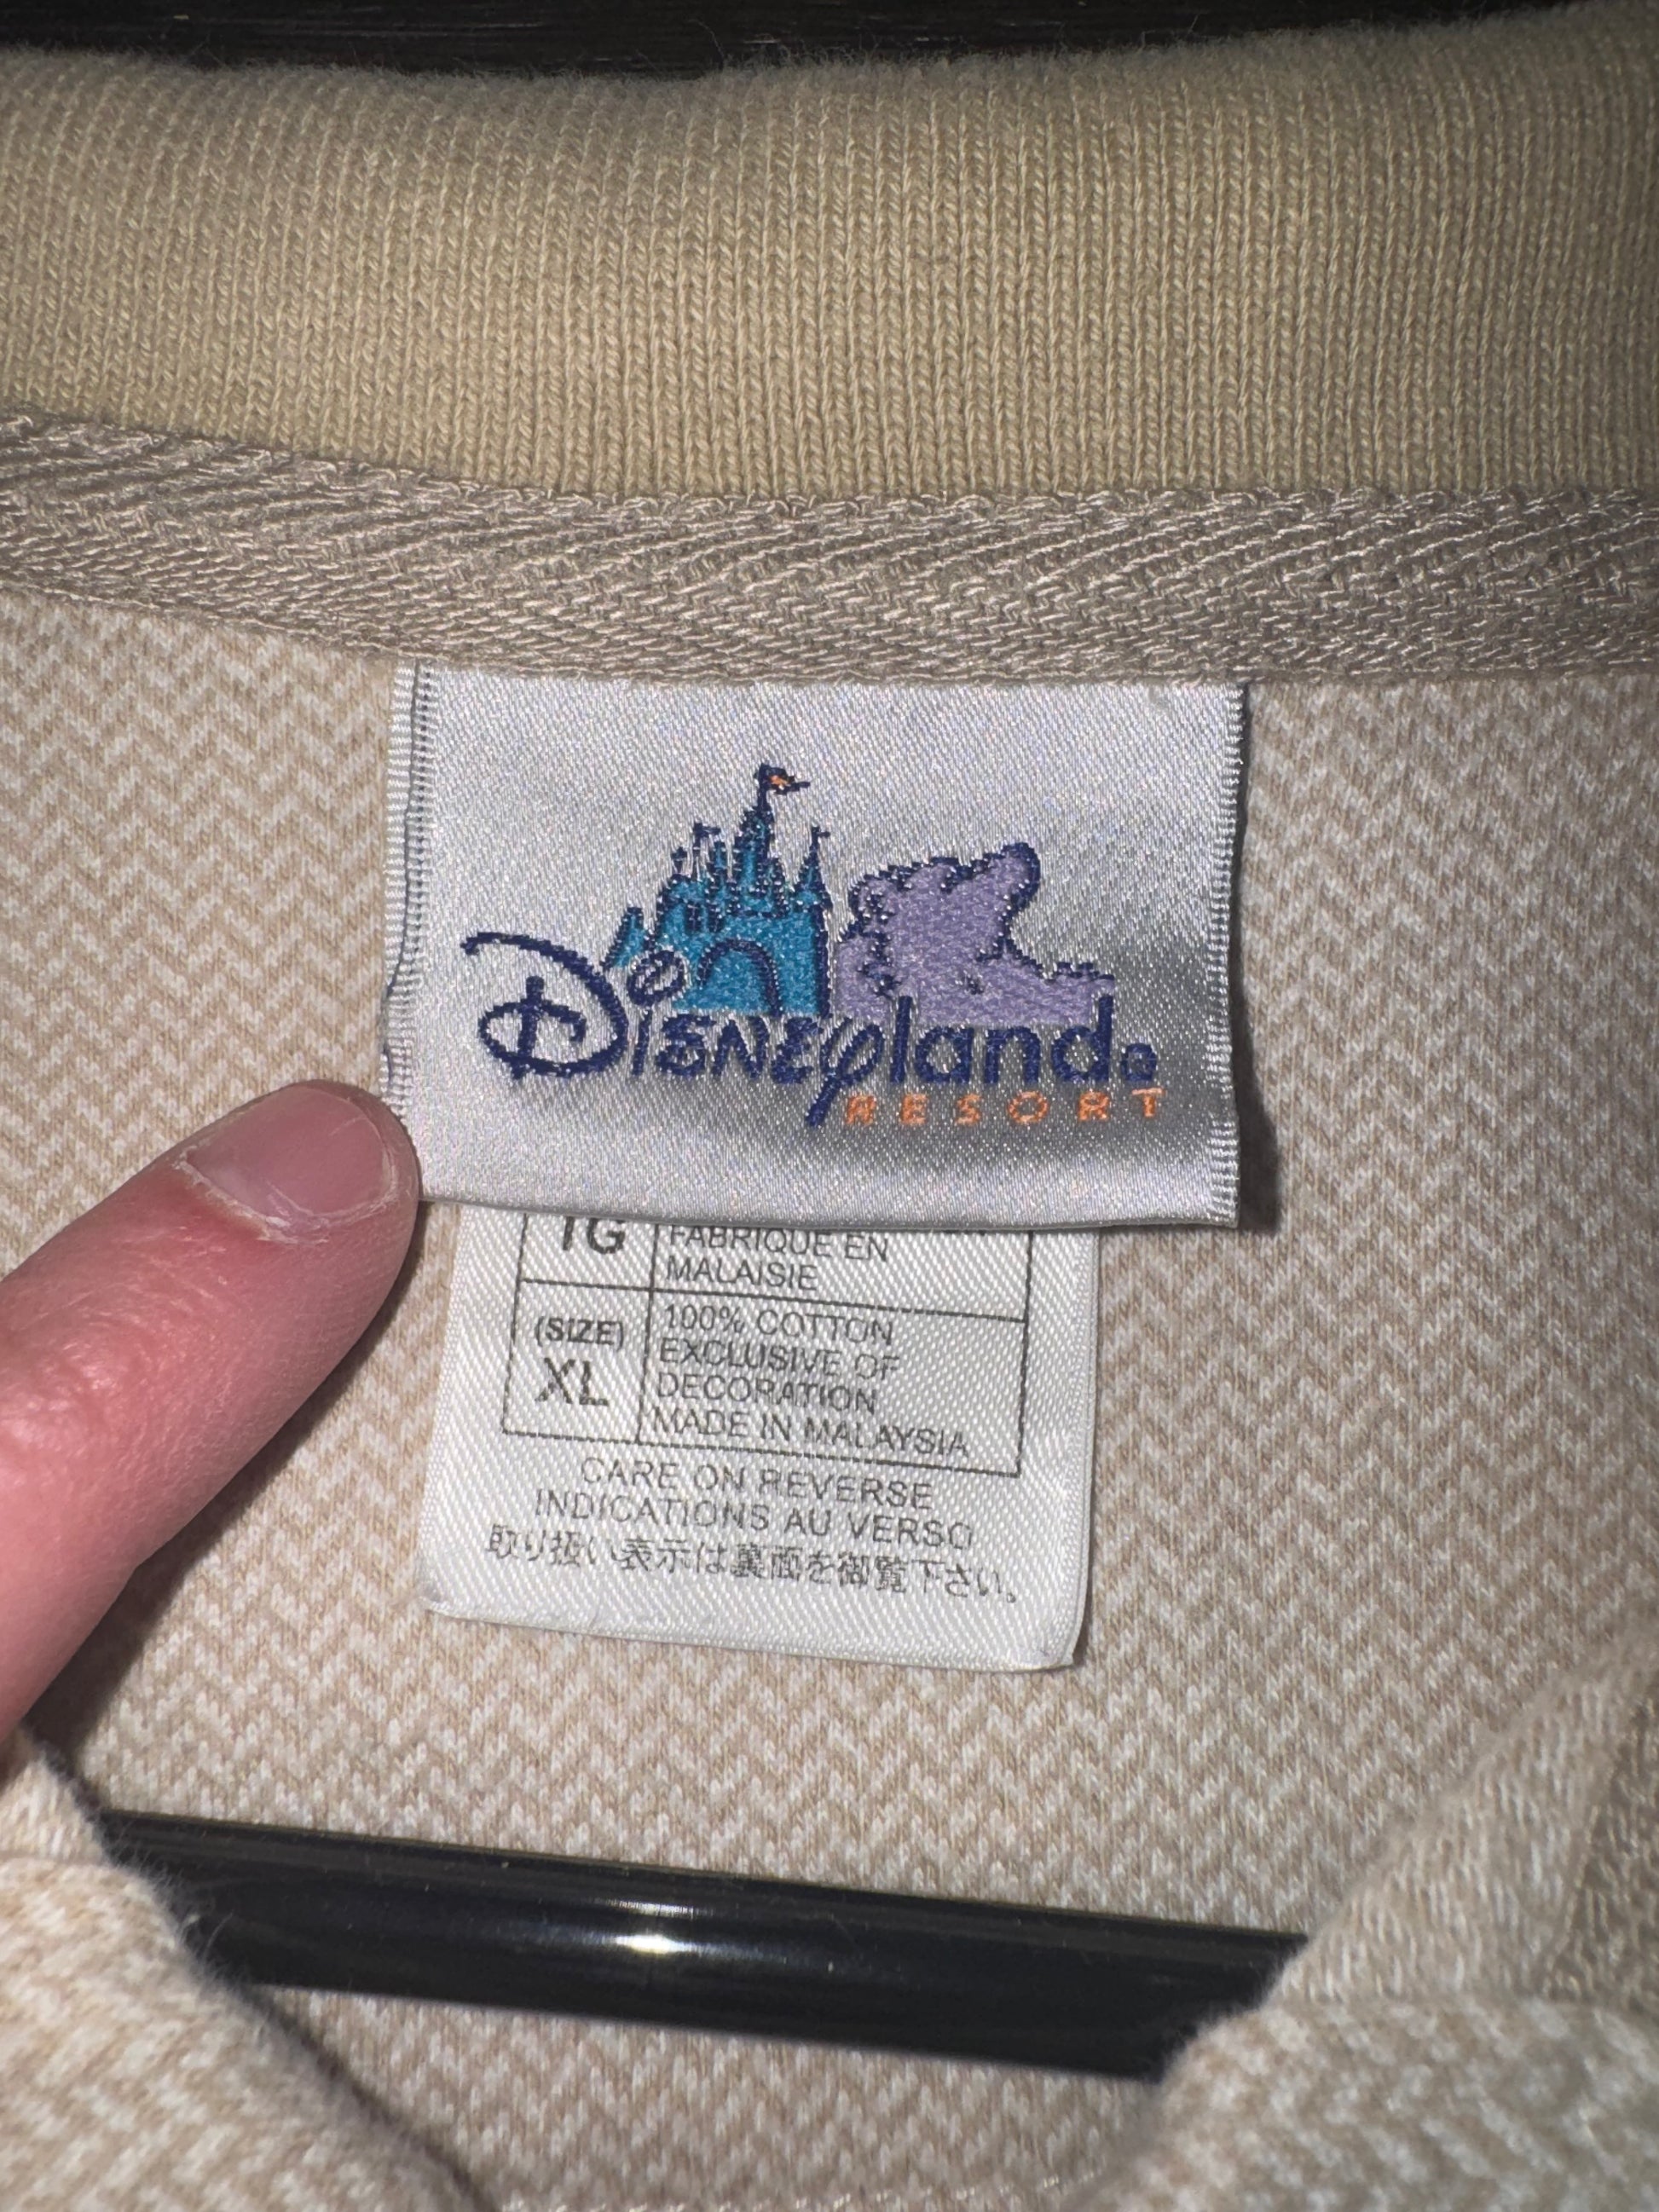 Disneyland®
RESORT
TG
FABRIQUÉ EN
MALAISIE
(SIZE)
XL
100% COTTON
EXCLUSIVE OF
DECORATION
MADE IN MALAYSIA
CARE ON REVERSE
INDICATIONS AU VERSO
取り扱い表示は裏面を御覧下さい。